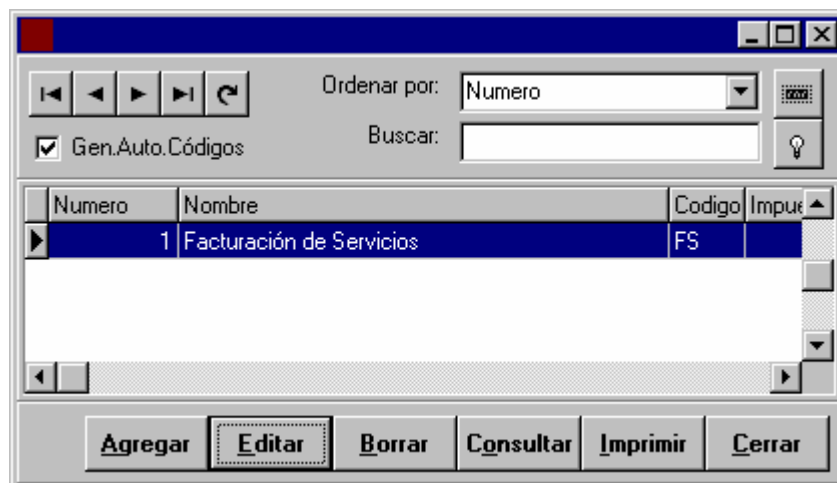 Ordenar por: Numero
Gen.Auto.Códigos Buscar:
Numero Nombre Codigo Impue
1 Facturación de Servicios FS
Agregar Editar Borrar Consultar Imprimir Cerrar